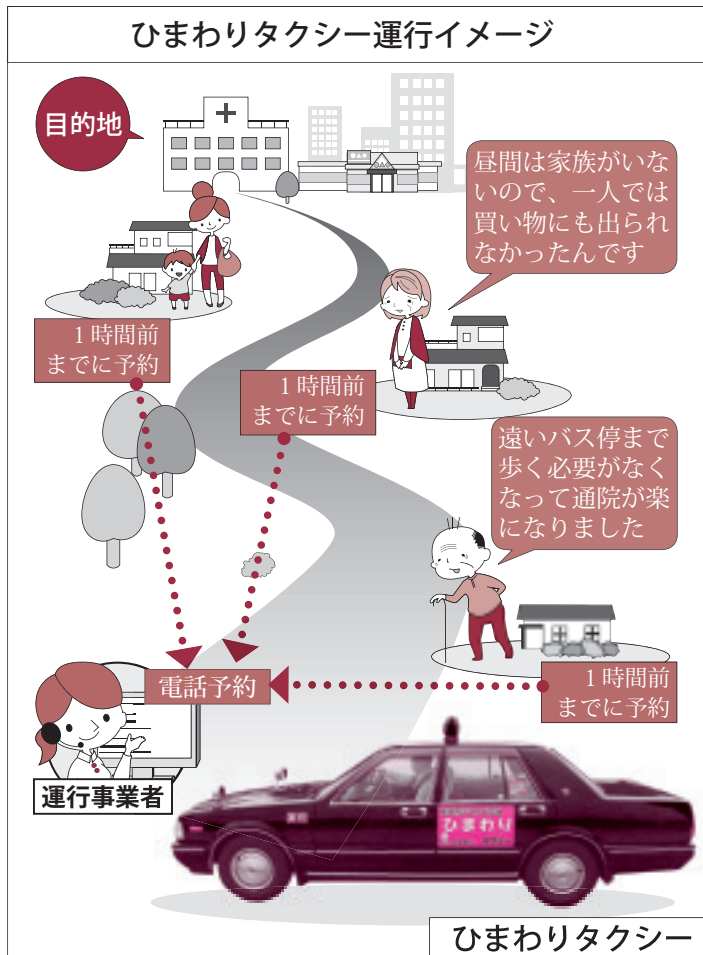 ひまわりタクシー運行イメージ
目的地
昼間は家族がいな
いので、一人では
買い物にも出られ
なかったんです
1時間前
までに予約
1時間前
までに予約
遠いバス停まで
歩く必要がなく
なって通院が楽
になりました
電話予約
1時間前
までに予約
運行事業者
ひまわり
ひまわりタクシー